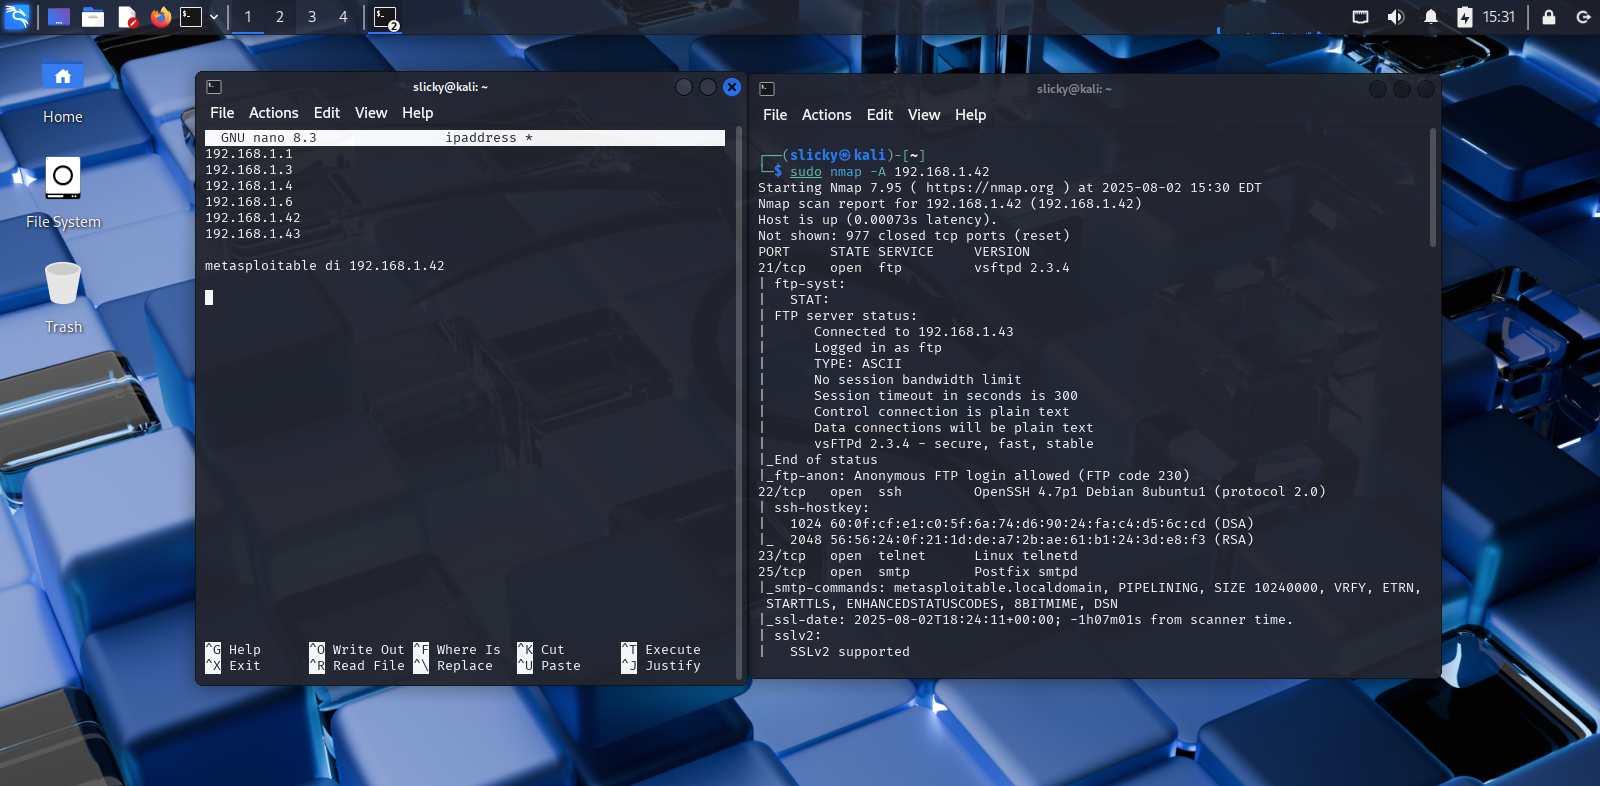 1
2
3
4
2
15:31
Home
File System
Trash
slicky@kali: ~
File Actions Edit View Help
GNU nano 8.3 ipaddress *
192.168.1.1
192.168.1.3
192.168.1.4
192.168.1.6
192.168.1.42
192.168.1.43
metasploitable di 192.168.1.42
^G Help ^O Write Out ^F Where Is ^K Cut ^T Execute
^X Exit ^R Read File ^\ Replace ^U Paste ^J Justify
slicky@kali: ~
File Actions Edit View Help
┌──(slicky㉿kali)-[~]
└─$ sudo nmap -A 192.168.1.42
Starting Nmap 7.95 ( https://nmap.org ) at 2025-08-02 15:30 EDT
Nmap scan report for 192.168.1.42 (192.168.1.42)
Host is up (0.00073s latency).
Not shown: 977 closed tcp ports (reset)
PORT STATE SERVICE VERSION
21/tcp open ftp vsftpd 2.3.4
| ftp-syst:
| STAT:
| FTP server status:
| Connected to 192.168.1.43
| Logged in as ftp
| TYPE: ASCII
| No session bandwidth limit
| Session timeout in seconds is 300
| Control connection is plain text
| Data connections will be plain text
| vsFTPd 2.3.4 - secure, fast, stable
|_End of status
|_ftp-anon: Anonymous FTP login allowed (FTP code 230)
22/tcp open ssh OpenSSH 4.7p1 Debian 8ubuntu1 (protocol 2.0)
| ssh-hostkey:
| 1024 60:0f:cf:e1:c0:5f:6a:74:d6:90:24:fa:c4:d5:6c:cd (DSA)
|_ 2048 56:56:24:0f:21:1d:de:a7:2b:ae:61:b1:24:3d:e8:f3 (RSA)
23/tcp open telnet Linux telnetd
25/tcp open smtp Postfix smtpd
|_smtp-commands: metasploitable.localdomain, PIPELINING, SIZE 10240000, VRFY, ETRN,
STARTTLS, ENHANCEDSTATUSCODES, 8BITMIME, DSN
|_ssl-date: 2025-08-02T18:24:11+00:00; -1h07m01s from scanner time.
| sslv2:
| SSLv2 supported